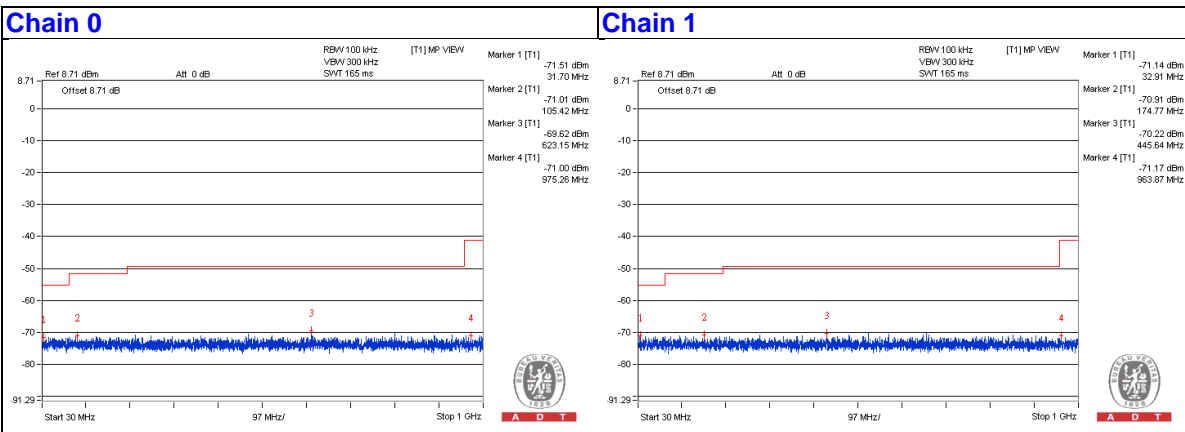 Chain 0
RBW 100 kHz
[T1] MP VIEW
VBW 300 kHz
Ref 8.71 dBm
Att 0 dB
SWT 165 ms
Marker 1 [T1]
-71.51 dBm
31.70 MHz
Marker 2 [T1]
-71.01 dBm
105.42 MHz
Marker 3 [T1]
-69.62 dBm
623.15 MHz
Marker 4 [T1]
-71.00 dBm
975.26 MHz
8.71
Offset 8.71 dB
0
-10
-20
-30
-40
-50
-60
-70
-80
-91.29
1
2
3
4
Start 30 MHz
97 MHz/
Stop 1 GHz
BUREAU VERITAS
1828
A D T
Chain 1
RBW 100 kHz
[T1] MP VIEW
VBW 300 kHz
Ref 8.71 dBm
Att 0 dB
SWT 165 ms
Marker 1 [T1]
-71.14 dBm
32.91 MHz
Marker 2 [T1]
-70.91 dBm
174.77 MHz
Marker 3 [T1]
-70.22 dBm
445.64 MHz
Marker 4 [T1]
-71.17 dBm
963.87 MHz
8.71
Offset 8.71 dB
0
-10
-20
-30
-40
-50
-60
-70
-80
-91.29
1
2
3
4
Start 30 MHz
97 MHz/
Stop 1 GHz
BUREAU VERITAS
1828
A D T